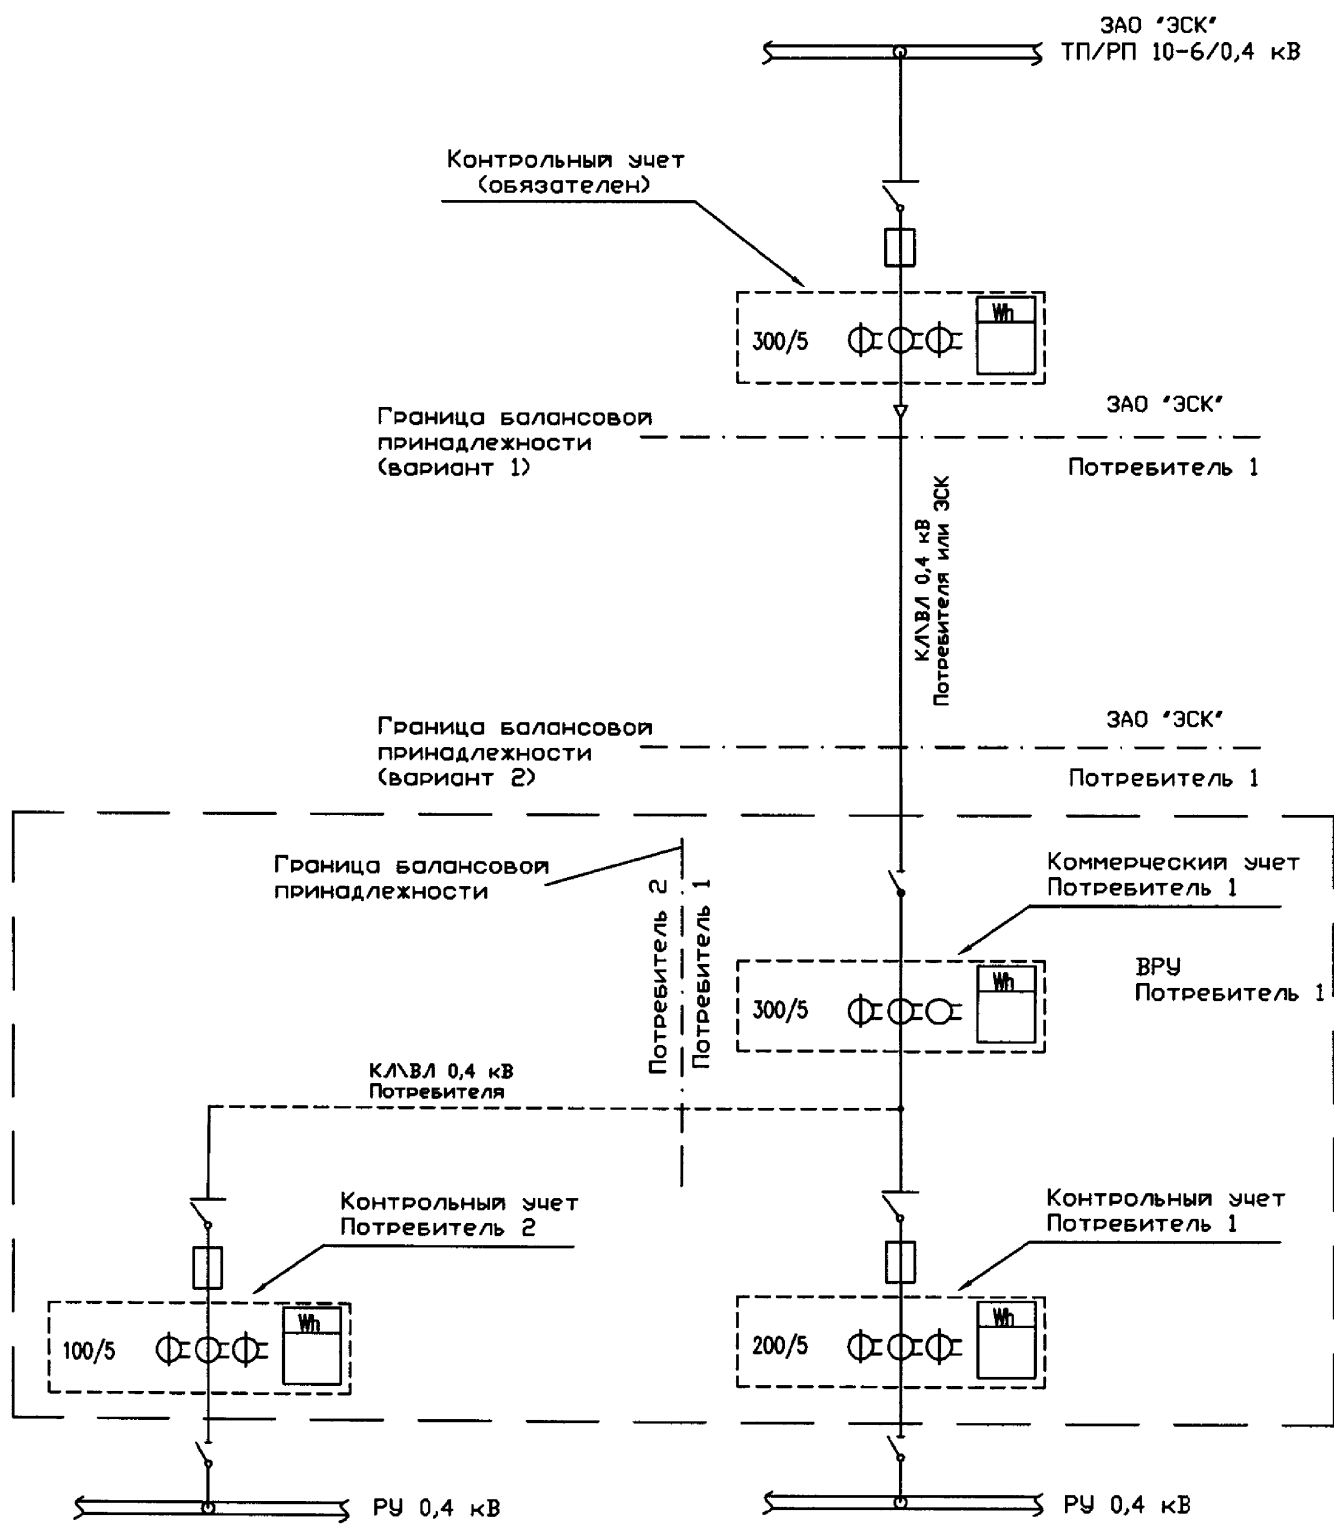 ЗАО "ЭСК"
ТП/РП 10-6/0,4 кВ
Контрольный учет
(обязателен)
Wh
300/5
Граница балансовой
принадлежности
(вариант 1)
ЗАО "ЭСК"
Потребитель 1
КЛ\ВЛ 0,4 кВ
Потребителя или ЭСК
Граница балансовой
принадлежности
(вариант 2)
ЗАО "ЭСК"
Потребитель 1
Граница балансовой
принадлежности
Потребитель 2
Потребитель 1
Коммерческий учет
Потребитель 1
Wh
300/5
ВРУ
Потребитель 1
КЛ\ВЛ 0,4 кВ
Потребителя
Контрольный учет
Потребитель 2
Контрольный учет
Потребитель 1
Wh
100/5
Wh
200/5
РУ 0,4 кВ
РУ 0,4 кВ